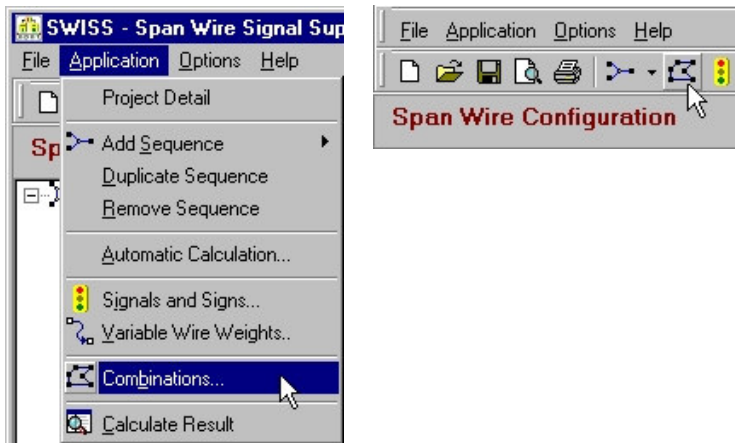 SWISS - Span Wire Signal Sup
File Application Options Help
Project Detail
Sp
Add Sequence
Duplicate Sequence
Remove Sequence
Automatic Calculation...
Signals and Signs...
Variable Wire Weights..
Combinations...
Calculate Result
File Application Options Help
Span Wire Configuration